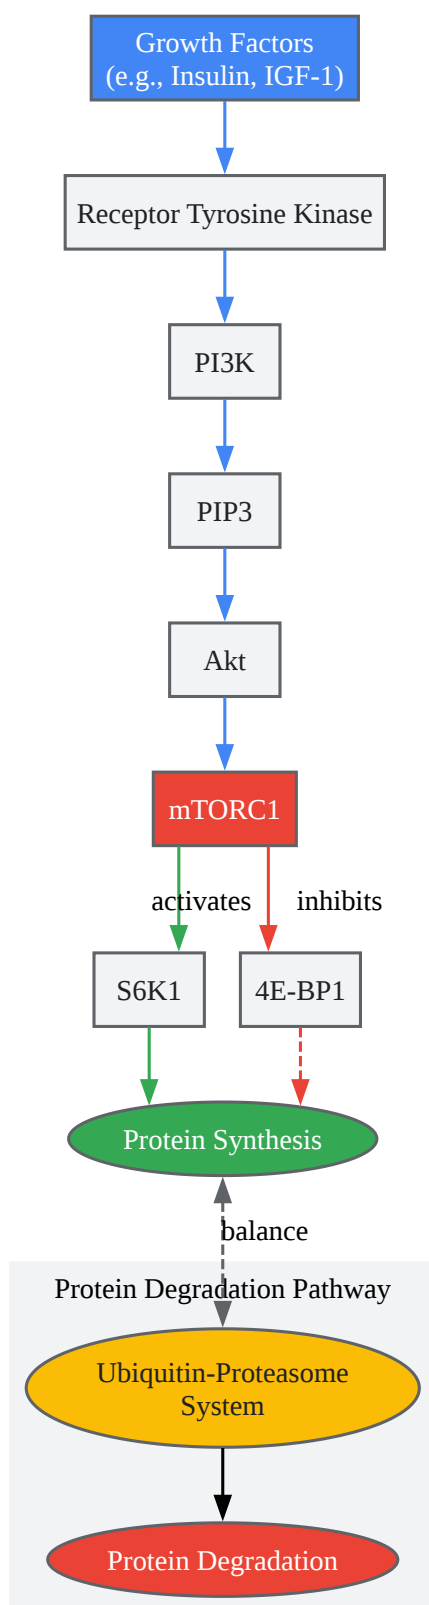 Growth Factors
(e.g., Insulin, IGF-1)
Receptor Tyrosine Kinase
PI3K
PIP3
Akt
mTORC1
activates
inhibits
S6K1
4E-BP1
Protein Synthesis
balance
Protein Degradation Pathway
Ubiquitin-Proteasome
System
Protein Degradation